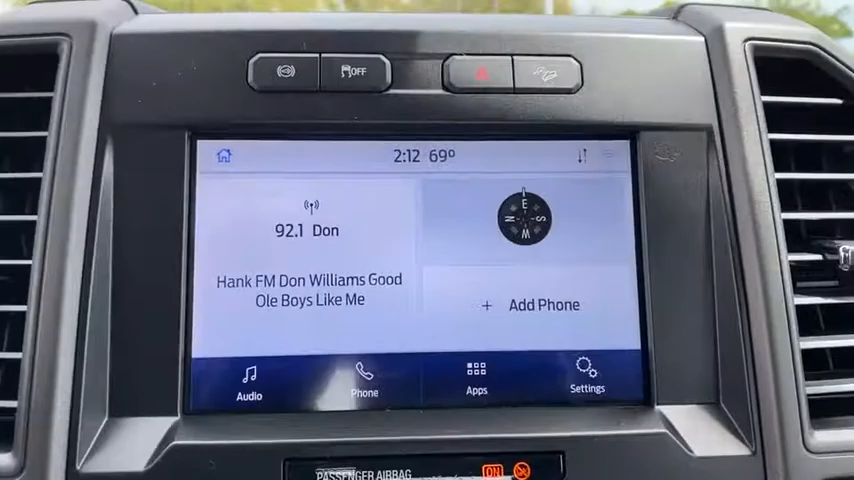 OFF
2:12 69º
92.1 Don
E
N S
W
Hank FM Don Williams Good
Ole Boys Like Me
+ Add Phone
Audio Phone Apps Settings
PASSENGER AIRBAG ON